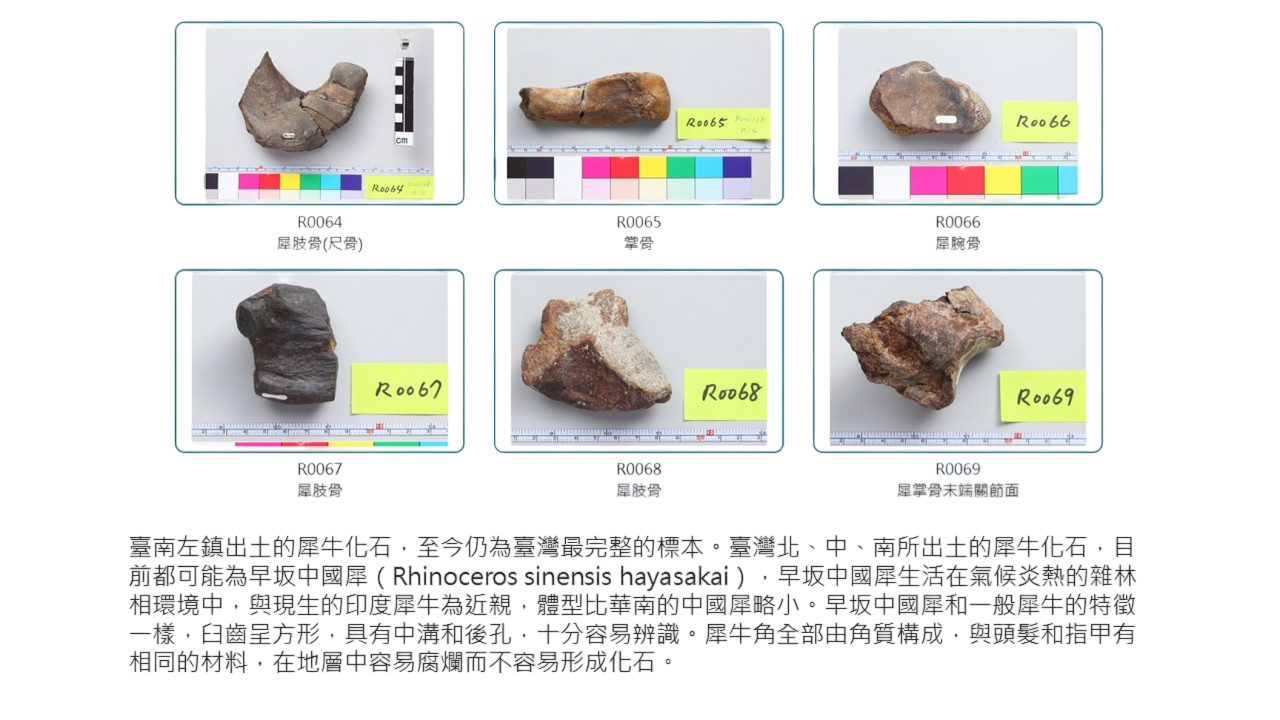 cm
R0064
R0065
R0066
R0064
犀肢骨(尺骨)
R0065
掌骨
R0066
犀腕骨
R0067
R0068
R0069
R0067
犀肢骨
R0068
犀肢骨
R0069
犀掌骨末端關節面
臺南左鎮出土的犀牛化石，至今仍為臺灣最完整的標本。臺灣北、中、南所出土的犀牛化石，目
前都可能為早坂中國犀（Rhinoceros sinensis hayasakai），早坂中國犀生活在氣候炎熱的雜林
相環境中，與現生的印度犀牛為近親，體型比華南的中國犀略小。早坂中國犀和一般犀牛的特徵
一樣，臼齒呈方形，具有中溝和後孔，十分容易辨識。犀牛角全部由角質構成，與頭髮和指甲有
相同的材料，在地層中容易腐爛而不容易形成化石。